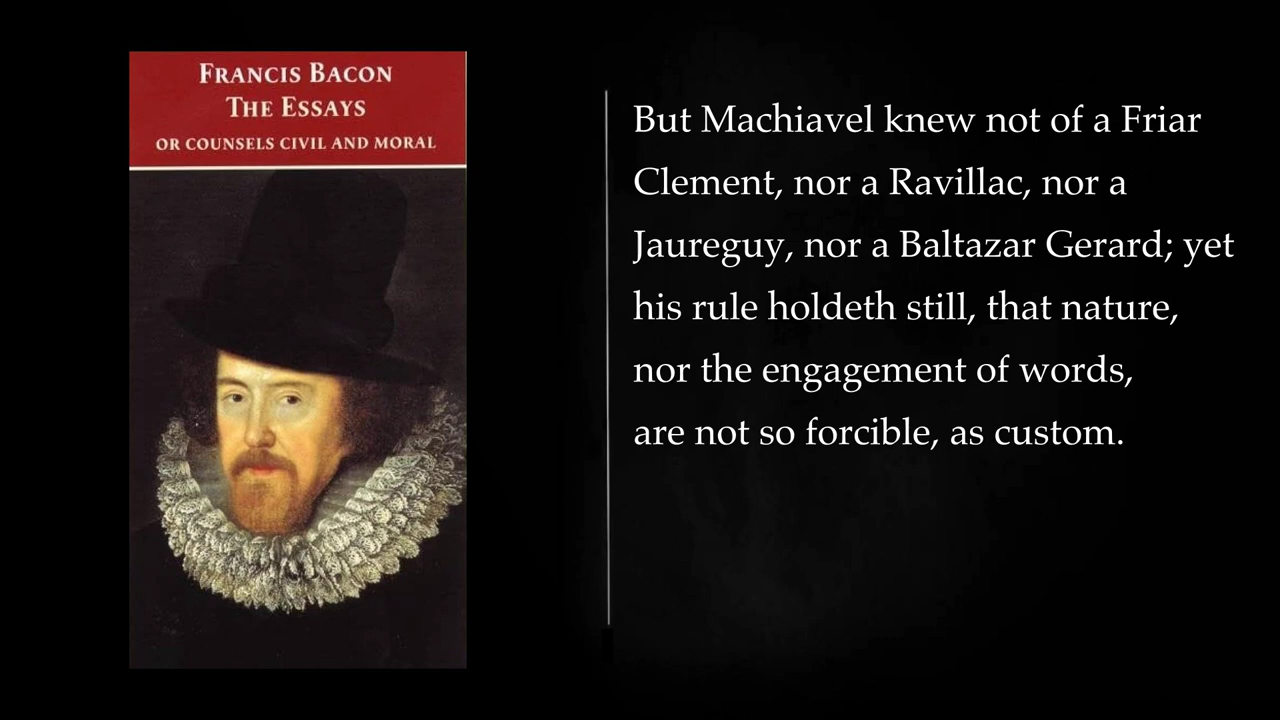 FRANCIS BACON
THE ESSAYS
OR COUNSELS CIVIL AND MORAL
But Machiavel knew not of a Friar
Clement, nor a Ravillac, nor a
Jaureguy, nor a Baltazar Gerard; yet
his rule holdeth still, that nature,
nor the engagement of words,
are not so forcible, as custom.